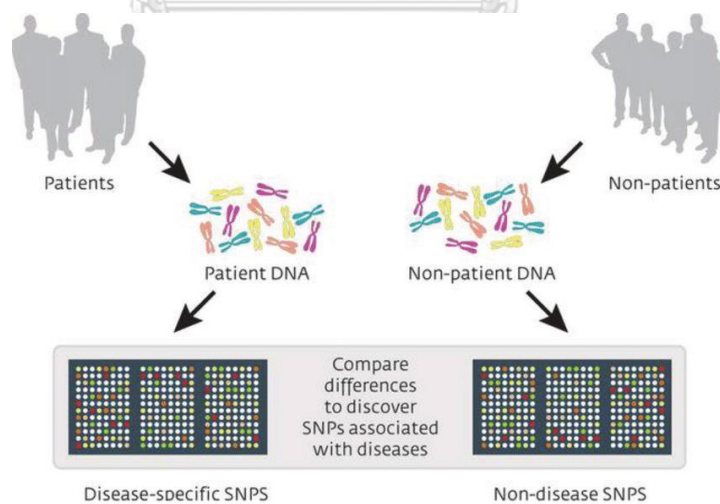 Patients
Non-patients
Patient DNA
Non-patient DNA
Compare
differences
to discover
SNPs associated
with diseases
Disease-specific SNPS
Non-disease SNPS